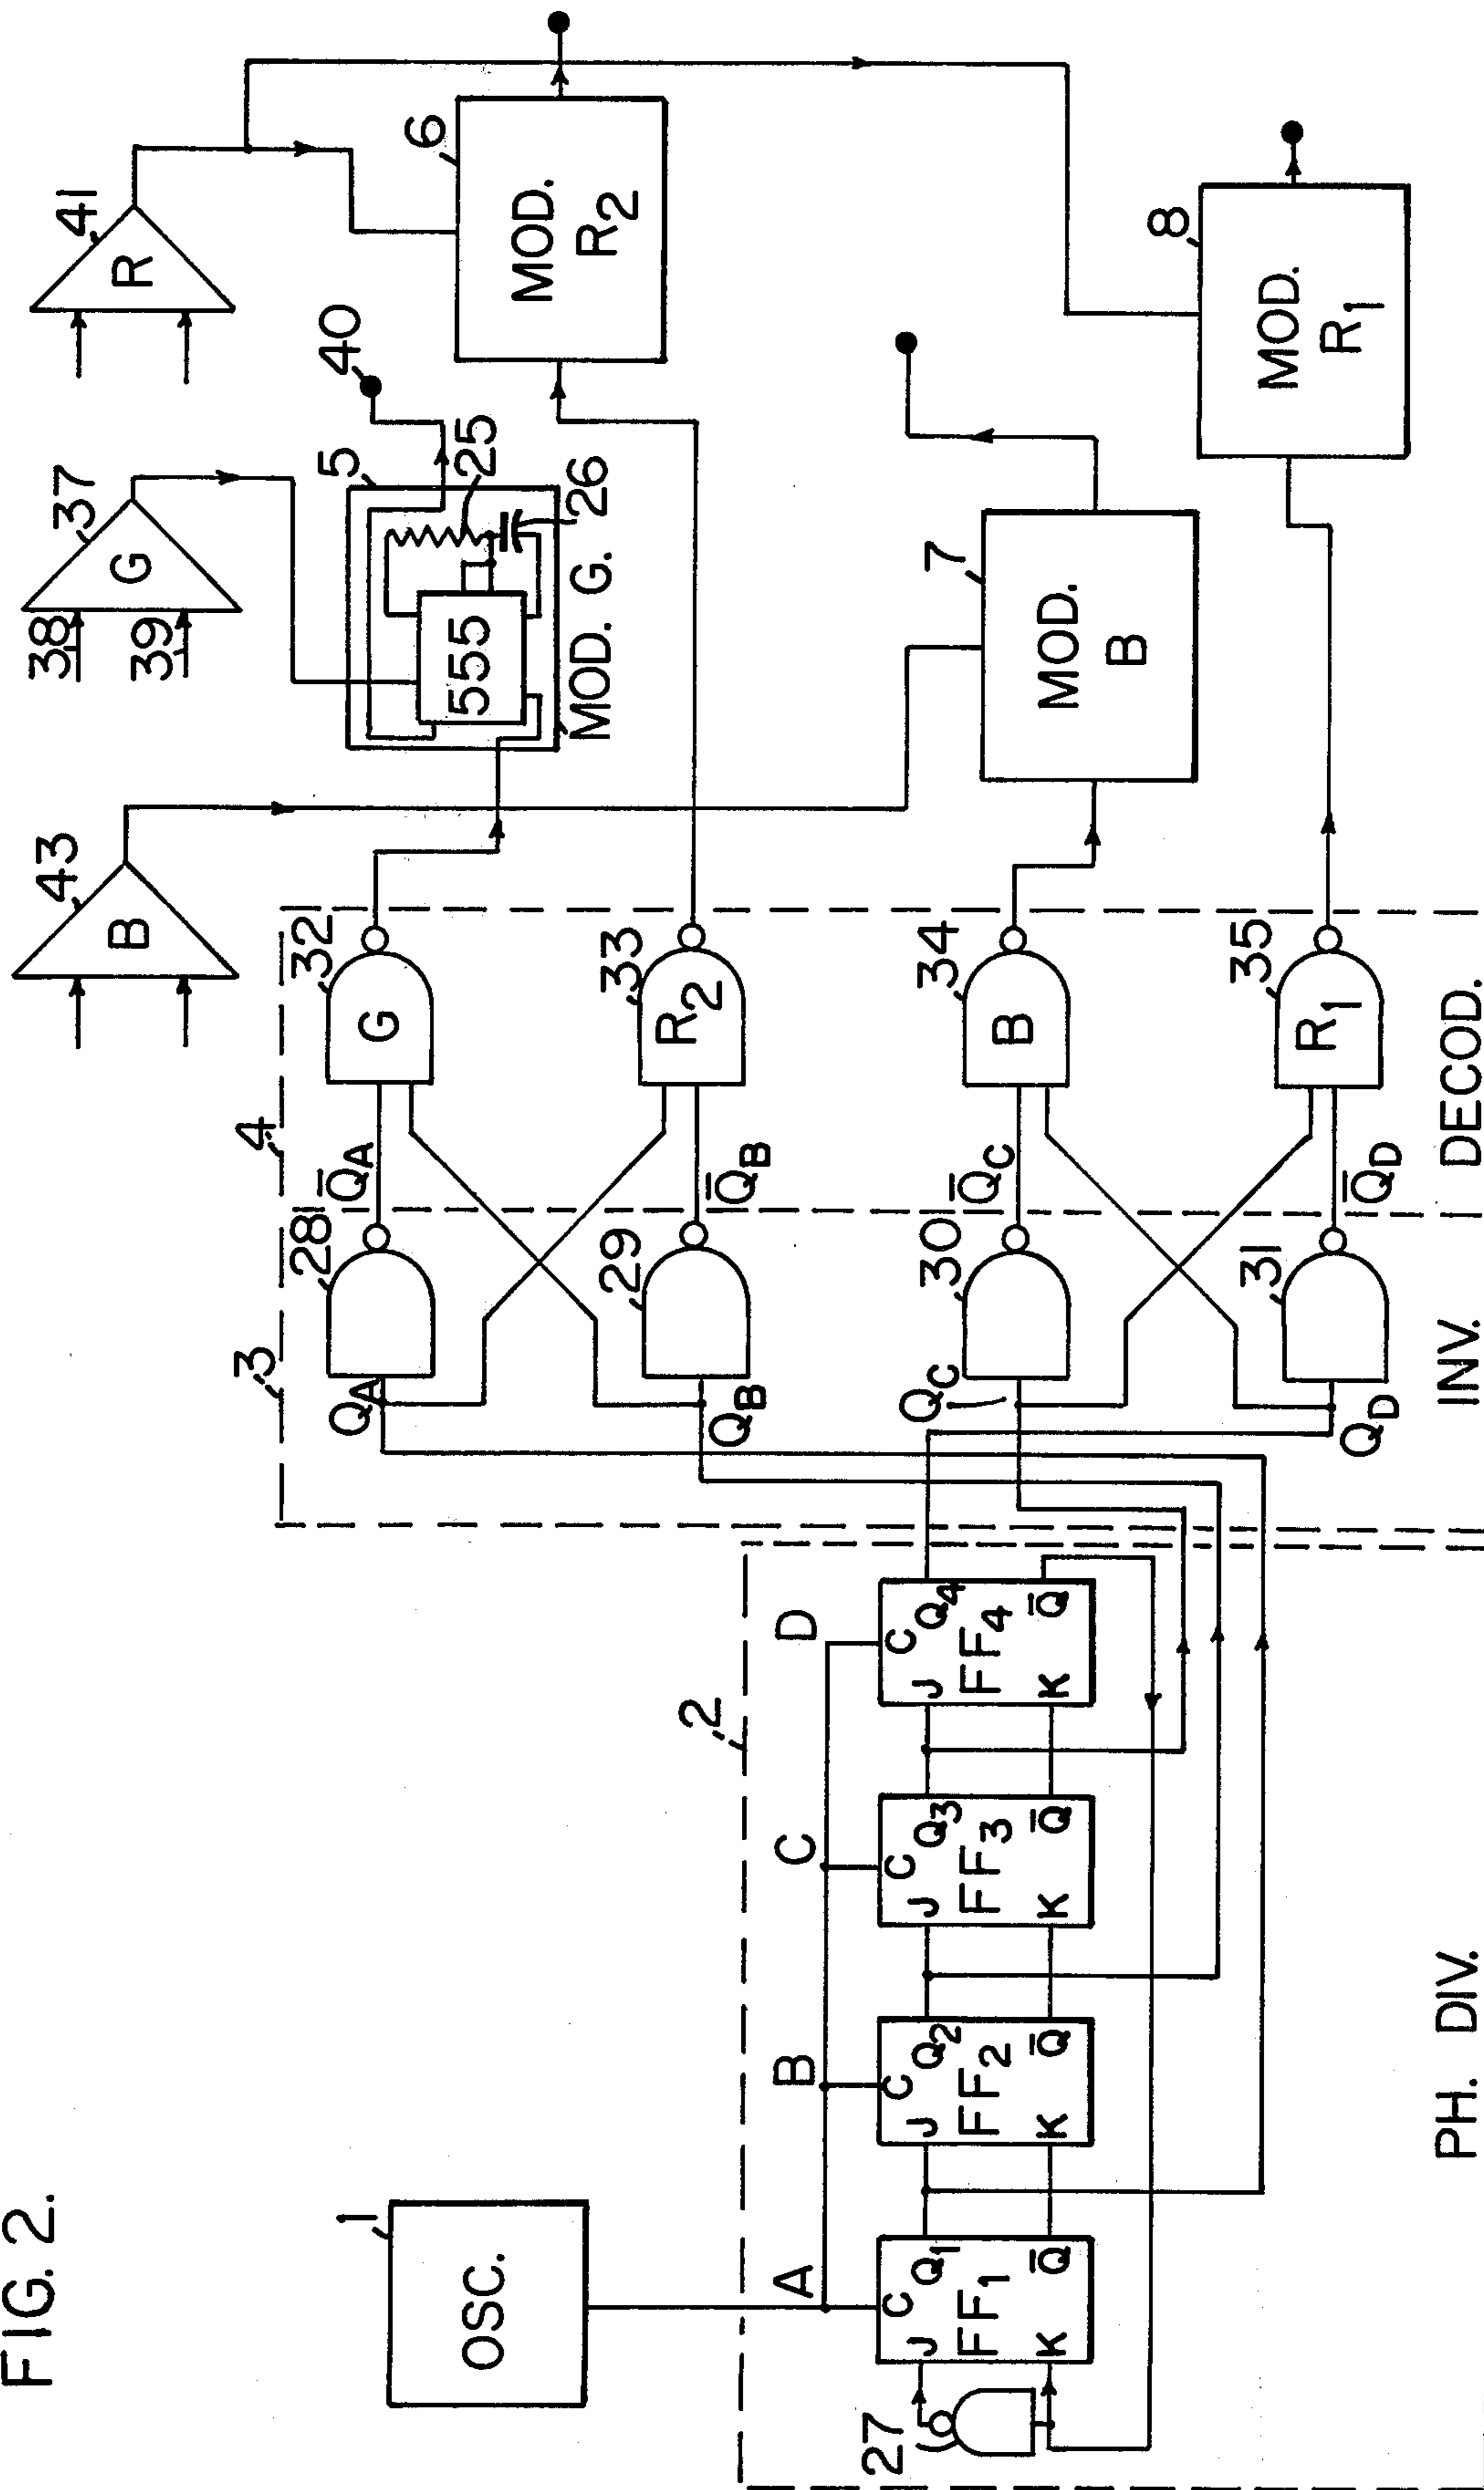 FIG. 2.
43
B
37
G
38
39
41
R
40
5
25
26
555
MOD. G.
6
MOD.
R2
7
MOD.
B
8
MOD.
R1
3
4
28
Q̅A
32
G
QA
29
Q̅B
33
R2
QB
30
Q̅C
34
B
QC
31
Q̅D
35
R1
QD
INV.
DECOD.
1
OSC.
2
A
B
C
D
27
C
J
Q1
FF1
K
Q̅
C
J
Q2
FF2
K
Q̅
C
J
Q3
FF3
K
Q̅
C
J
Q4
FF4
K
Q̅
PH. DIV.